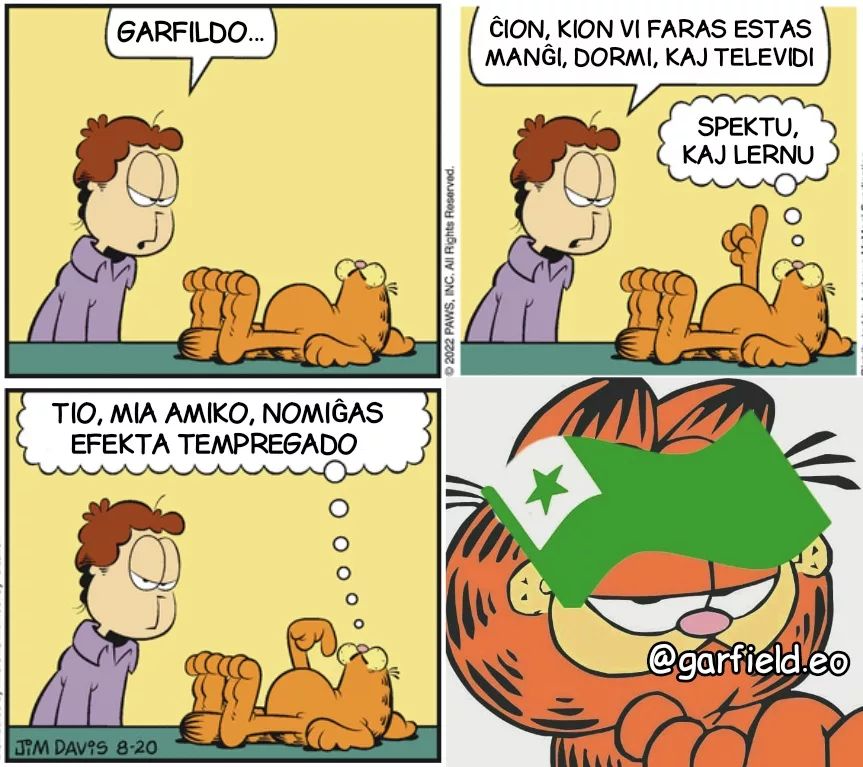 GARFILDO...
ĈION, KION VI FARAS ESTAS
MANĜI, DORMI, KAJ TELEVIDI
SPEKTU,
KAJ LERNU
© 2022 PAWS, INC. All Rights Reserved.
TIO, MIA AMIKO, NOMIĜAS
EFEKTA TEMPREGADO
JIM DAVIS 8-20
@garfield.eo